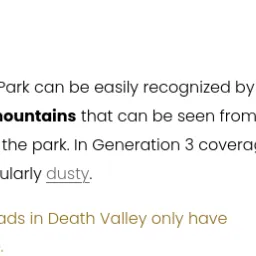 Park can be easily recognized by
mountains that can be seen from
the park. In Generation 3 covera
ularly dusty.
ads in Death Valley only have
.